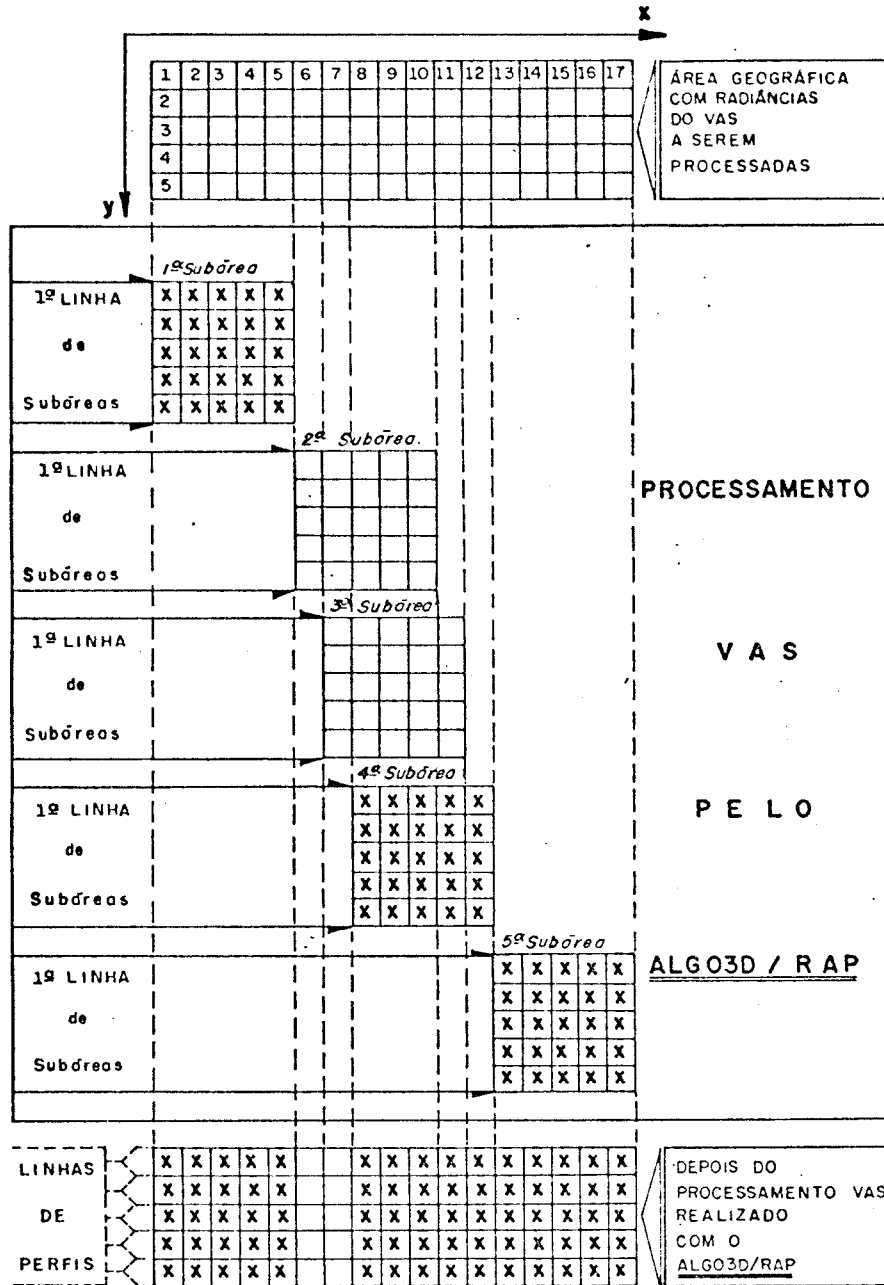 x
1 2 3 4 5 6 7 8 9 10 11 12 13 14 15 16 17
2
3
4
5
y
ÁREA GEOGRÁFICA
COM RADIÂNCIAS
DO VAS
A SEREM
PROCESSADAS
1ª Subárea
1ª LINHA
de
Subáreas
X X X X X
X X X X X
X X X X X
X X X X X
X X X X X
2ª Subárea.
1ª LINHA
de
Subáreas
PROCESSAMENTO
3ª Subárea
1ª LINHA
de
Subáreas
VAS
4ª Subárea
1ª LINHA
de
Subáreas
X X X X X
X X X X X
X X X X X
X X X X X
X X X X X
PELO
5ª Subárea
1ª LINHA
de
Subáreas
X X X X X
X X X X X
X X X X X
X X X X X
X X X X X
ALGO3D / RAP
LINHAS
DE
PERFIS
X X X X X X X X X X X X X X X
X X X X X X X X X X X X X X X
X X X X X X X X X X X X X X X
X X X X X X X X X X X X X X X
X X X X X X X X X X X X X X X
DEPOIS DO
PROCESSAMENTO VAS
REALIZADO
COM O
ALGO3D/RAP